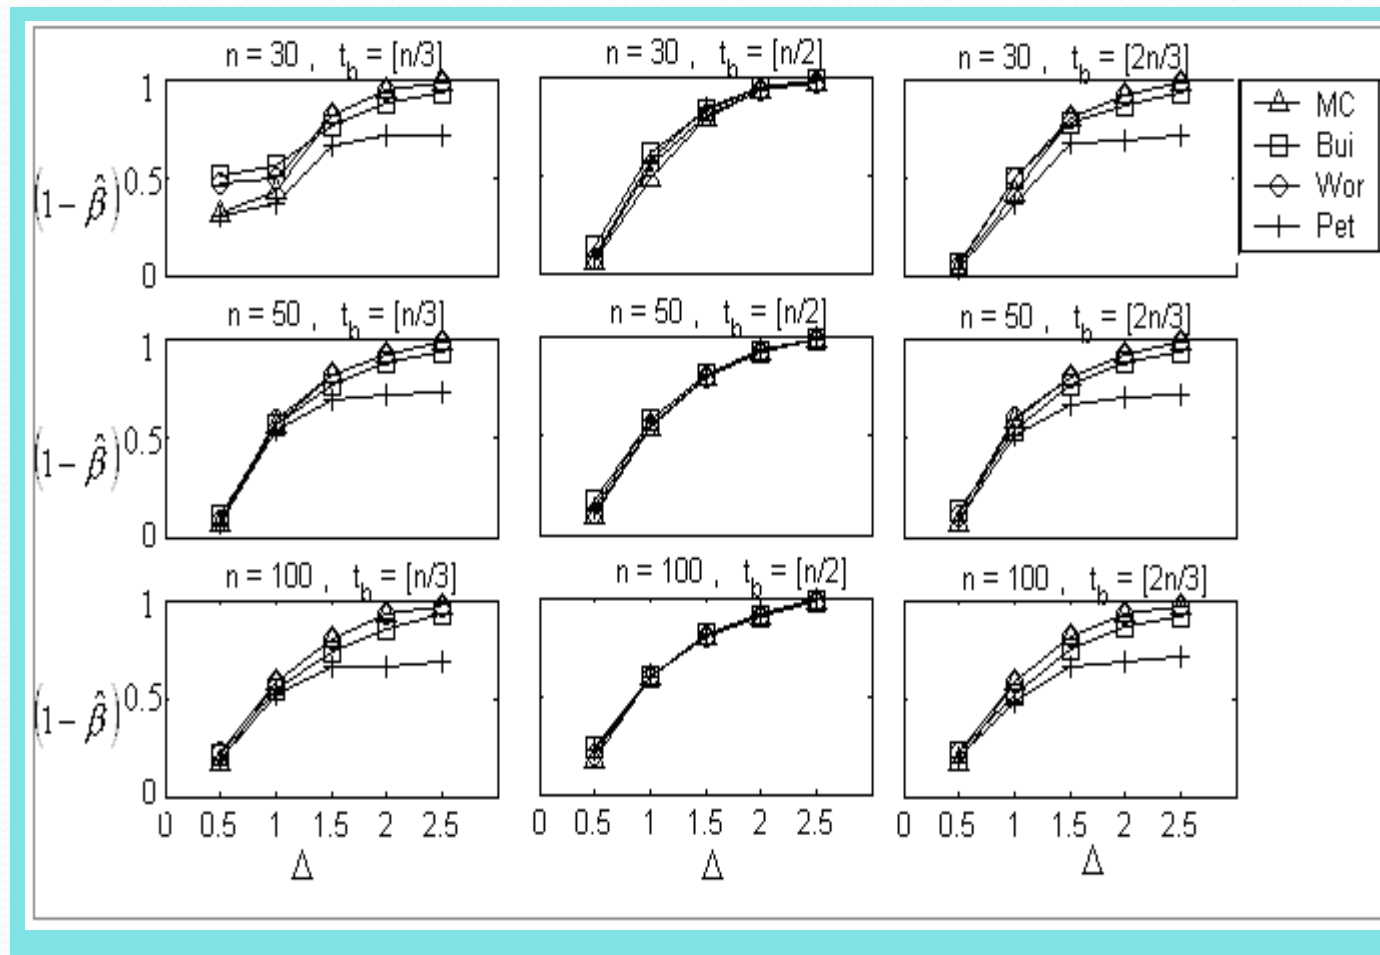 n = 30 , t_b = [n/3]
n = 30 , t_b = [n/2]
n = 30 , t_b = [2n/3]
1
0.5
0
(1 − β̂)
MC
Bui
Wor
Pet
n = 50 , t_b = [n/3]
n = 50 , t_b = [n/2]
n = 50 , t_b = [2n/3]
1
0.5
0
(1 − β̂)
n = 100 , t_b = [n/3]
n = 100 , t_b = [n/2]
n = 100 , t_b = [2n/3]
1
0.5
0
(1 − β̂)
0 0.5 1 1.5 2 2.5
0 0.5 1 1.5 2 2.5
0 0.5 1 1.5 2 2.5
Δ
Δ
Δ